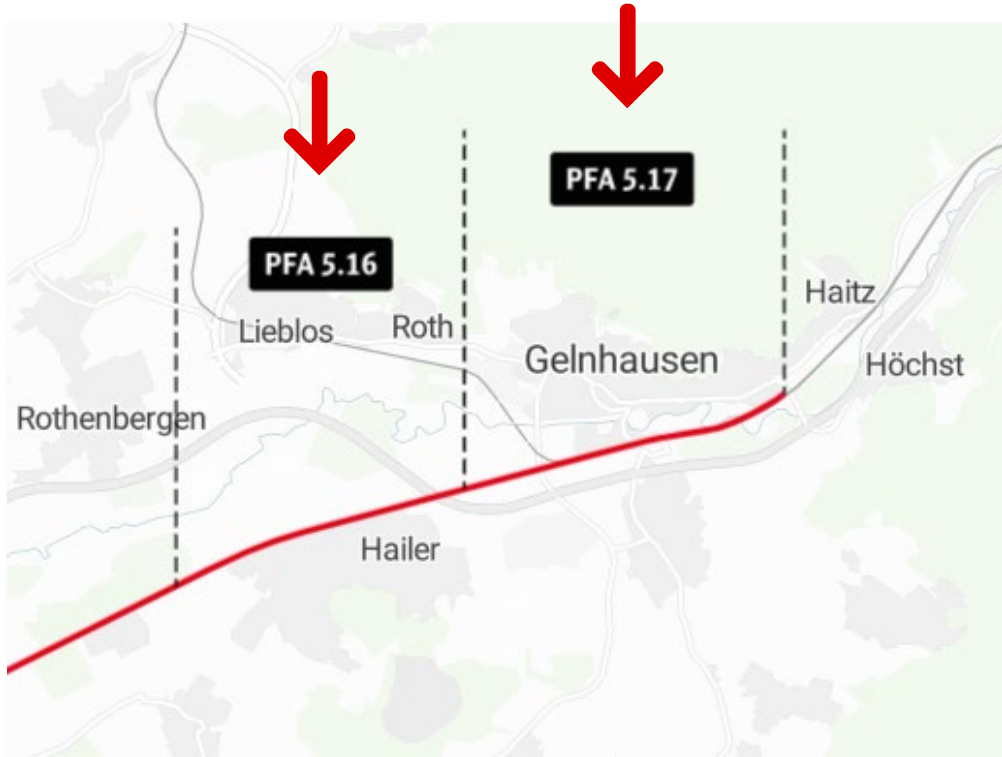 PFA 5.17
PFA 5.16
Haitz
Lieblos
Roth
Gelnhausen
Höchst
Rothenbergen
Hailer